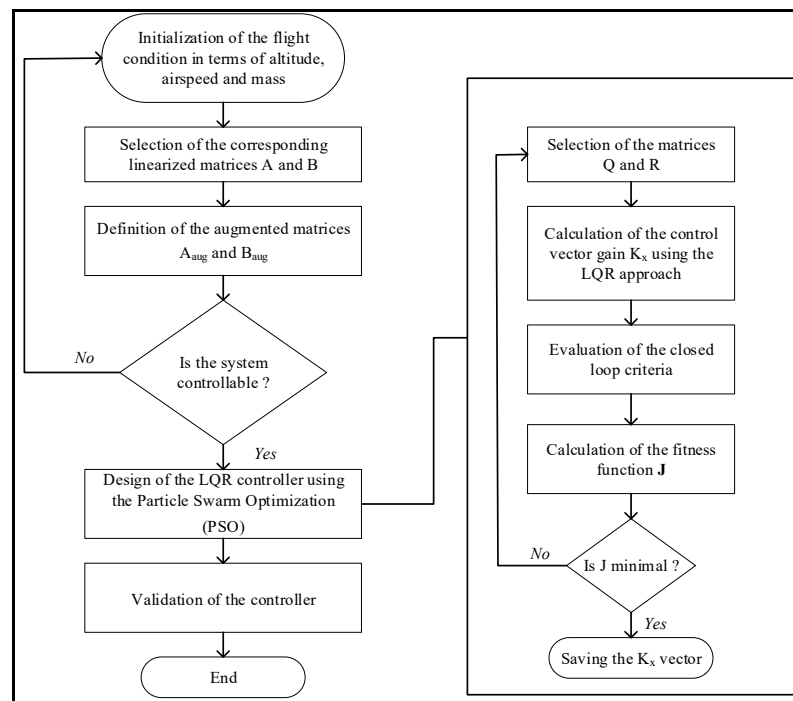 Initialization of the flight
condition in terms of altitude,
airspeed and mass
Selection of the corresponding
linearized matrices A and B
Definition of the augmented matrices
Aaug and Baug
No
Is the system
controllable ?
Yes
Design of the LQR controller using
the Particle Swarm Optimization
(PSO)
Validation of the controller
End
Selection of the matrices
Q and R
Calculation of the control
vector gain Kx using the
LQR approach
Evaluation of the closed
loop criteria
Calculation of the fitness
function J
No
Is J minimal ?
Yes
Saving the Kx vector